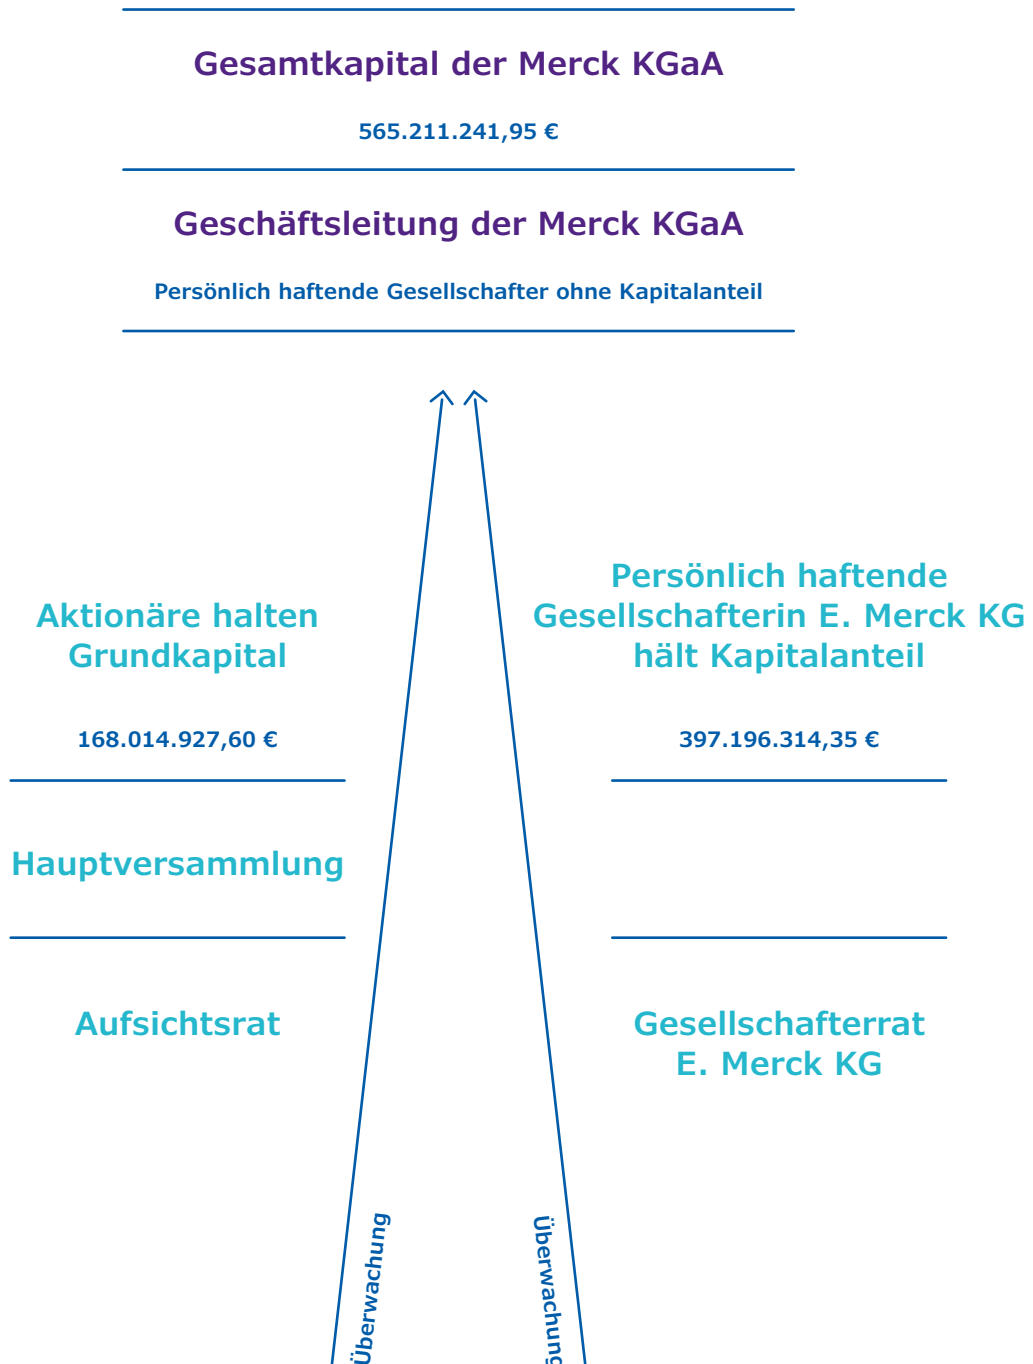 Gesamtkapital der Merck KGaA
565.211.241,95 €
Geschäftsleitung der Merck KGaA
Persönlich haftende Gesellschafter ohne Kapitalanteil
Aktionäre halten
Grundkapital
168.014.927,60 €
Hauptversammlung
Aufsichtsrat
Persönlich haftende
Gesellschafterin E. Merck KG
hält Kapitalanteil
397.196.314,35 €
Gesellschafterrat
E. Merck KG
Überwachung
Überwachung